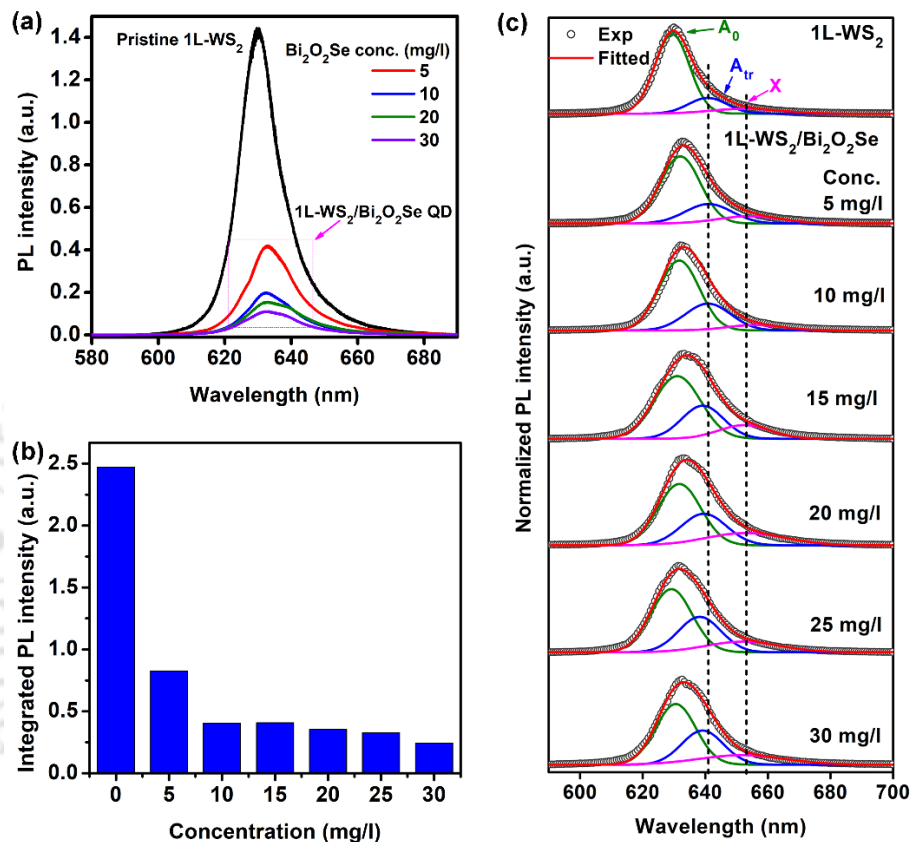 (a)
Pristine 1L-WS₂
Bi₂O₂Se conc. (mg/l)
5
10
20
30
1L-WS₂/Bi₂O₂Se QD
PL intensity (a.u.)
1.4
1.2
1.0
0.8
0.6
0.4
0.2
0.0
580 600 620 640 660 680
Wavelength (nm)
(b)
Integrated PL intensity (a.u.)
2.5
2.0
1.5
1.0
0.5
0.0
0 5 10 15 20 25 30
Concentration (mg/l)
(c)
Exp
Fitted
A₀
Aₜᵣ
X
1L-WS₂
1L-WS₂/Bi₂O₂Se
Conc.
5 mg/l
10 mg/l
15 mg/l
20 mg/l
25 mg/l
30 mg/l
Normalized PL intensity (a.u.)
600 620 640 660 680 700
Wavelength (nm)